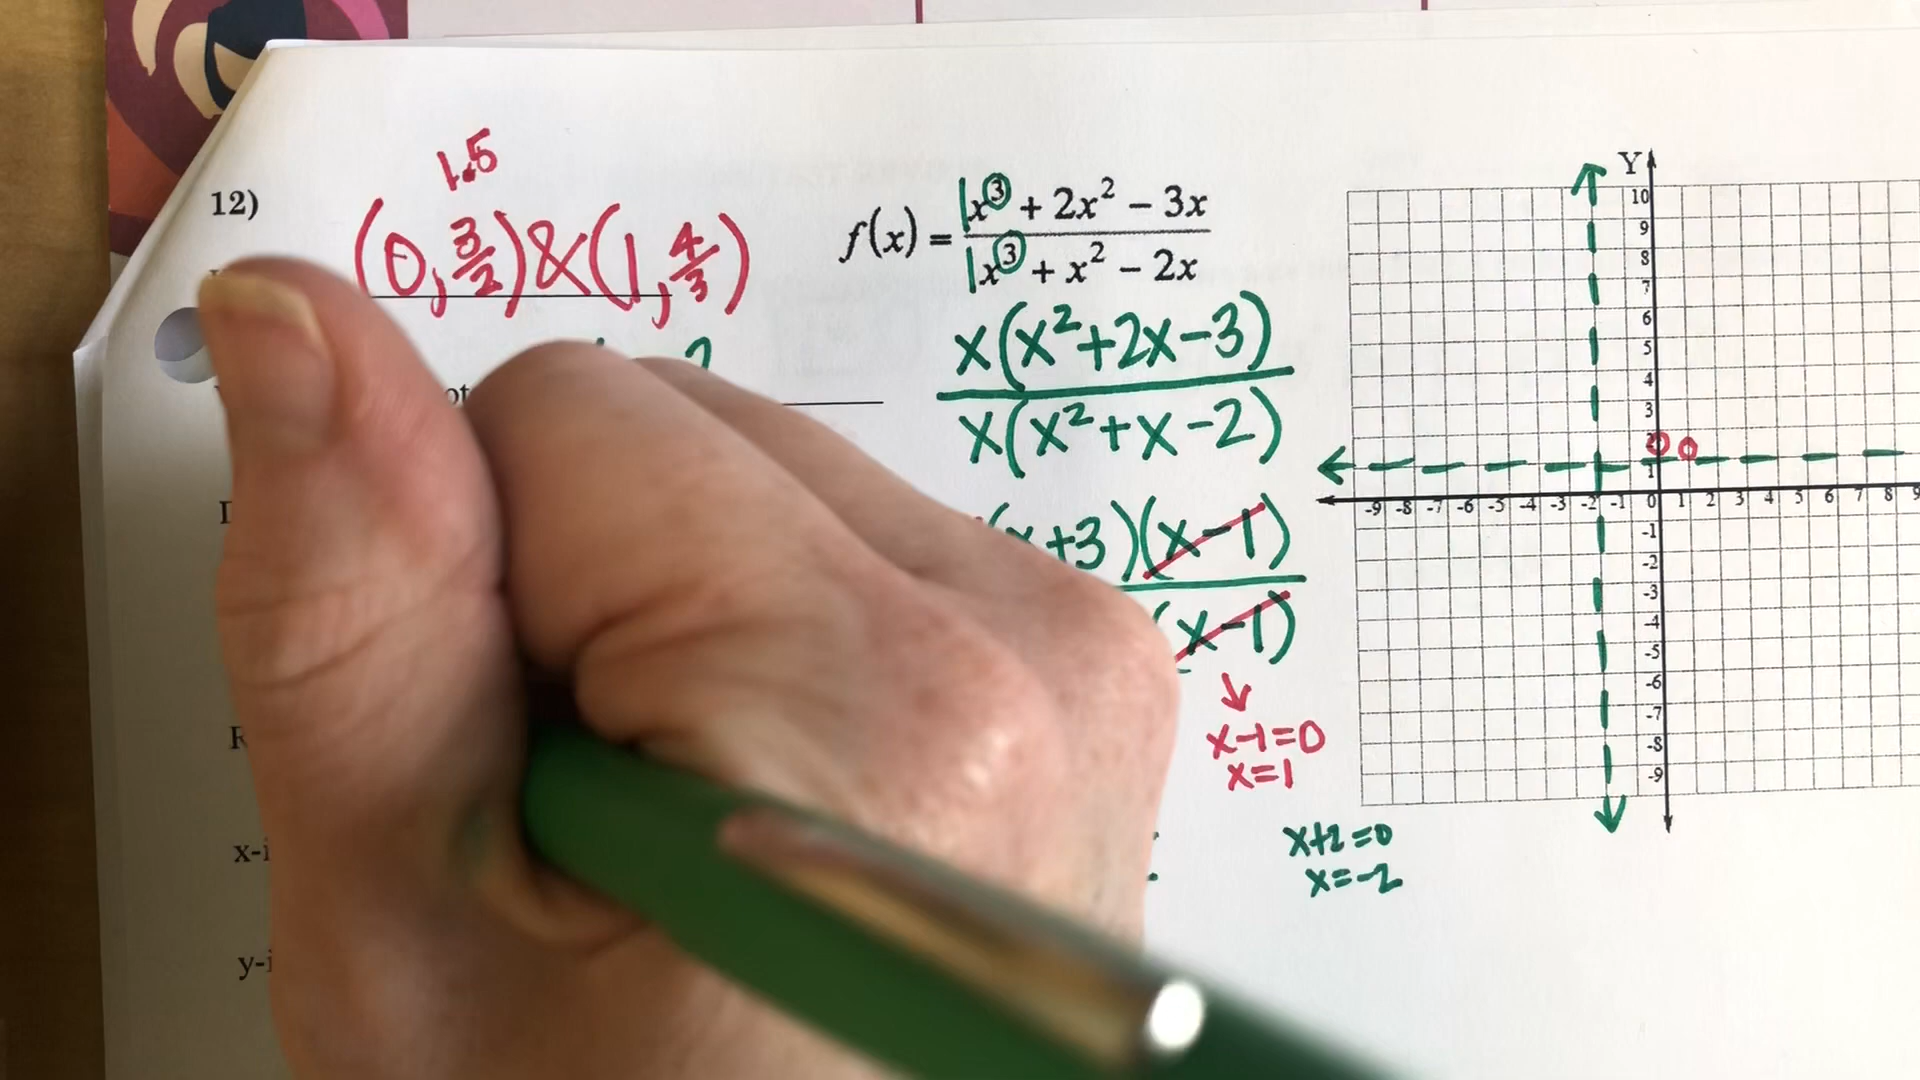 12)
1.5
(0, 3/2) & (1, 4/3)
f(x) = (1x³ + 2x² − 3x)/(1x³ + x² − 2x)
x(x²+2x−3)
x(x²+x−2)
+3)(x−1)
(x−1)
x−1=0
x=1
x+2=0
x=-2
x-i
y-i
Y
10
9
8
7
6
5
4
3
1
-9 -8 -7 -6 -5 -4 -3 -2 -1 0 1 2 3 4 5 6 7 8 9
-1
-2
-3
-4
-5
-6
-7
-8
-9